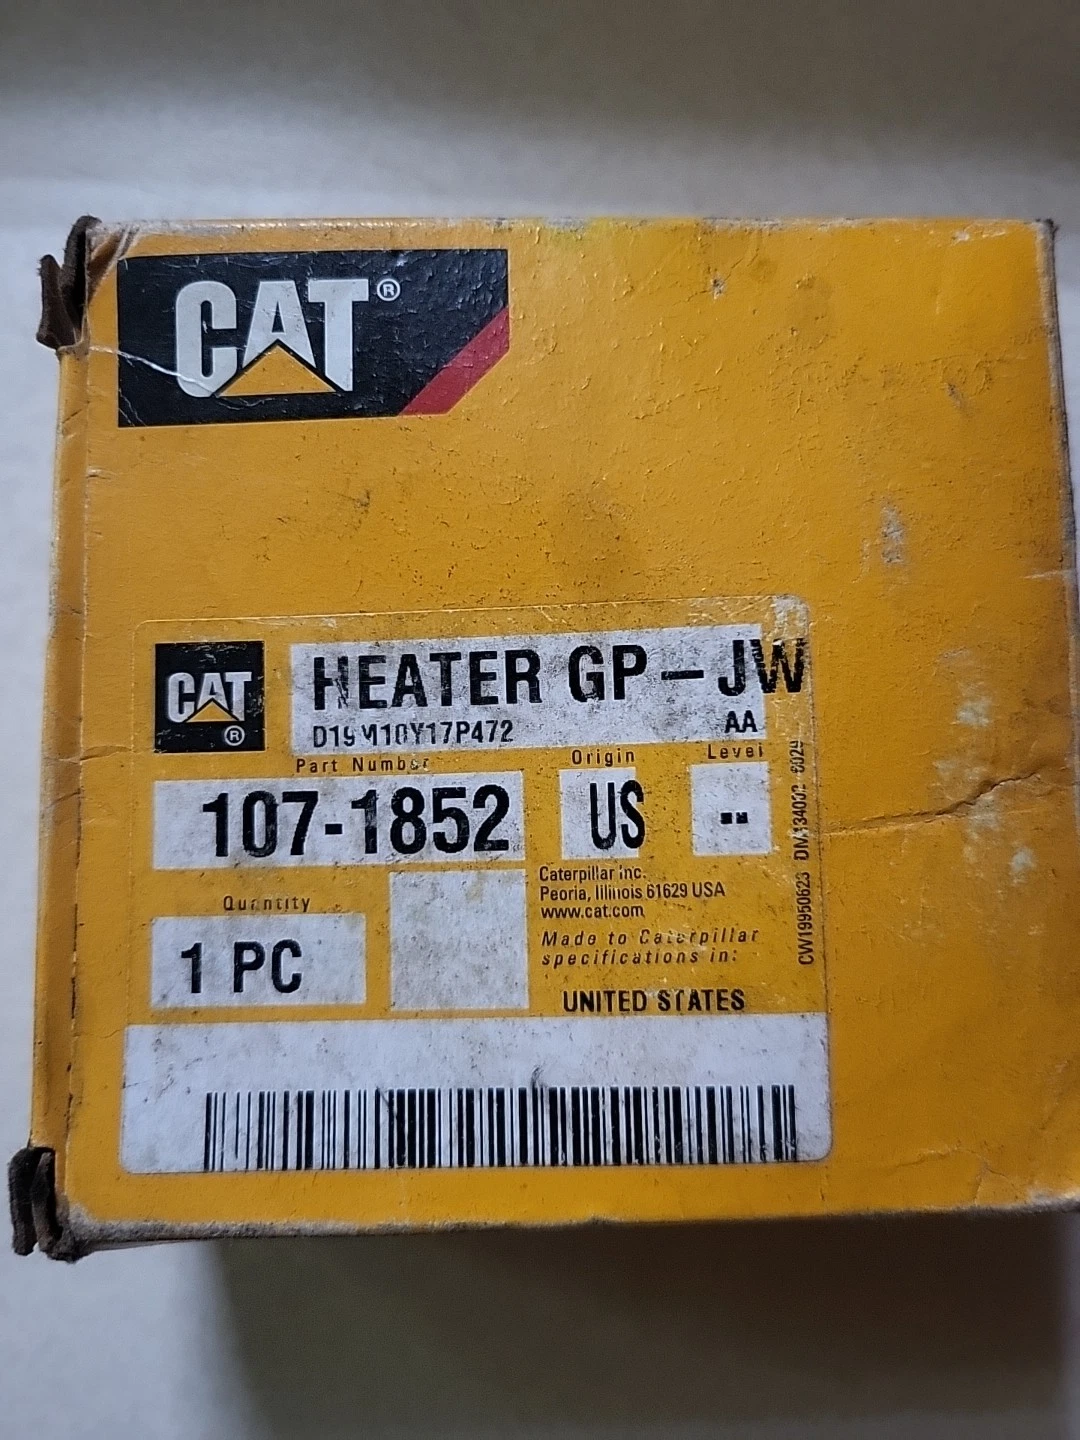 CAT®
CAT®
HEATER GP-JW
D19M10Y17P472 AA
Part Number Origin Level
107-1852 US --
Quantity
1 PC
Caterpillar Inc.
Peoria, Illinois 61629 USA
www.cat.com
Made to Caterpillar
specifications in:
UNITED STATES
CW19950623